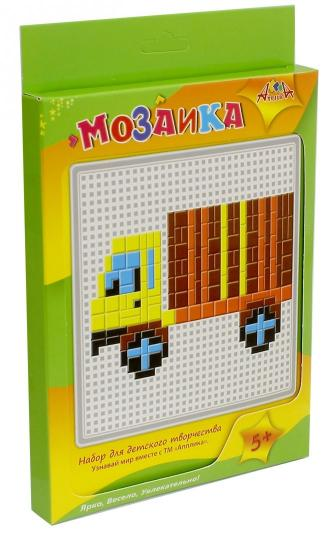 Апплика
Мозаика
Набор для детского творчества
Узнавай мир вместе с ТМ «Апплика».
5+
Ярко, Весело, Увлекательно!